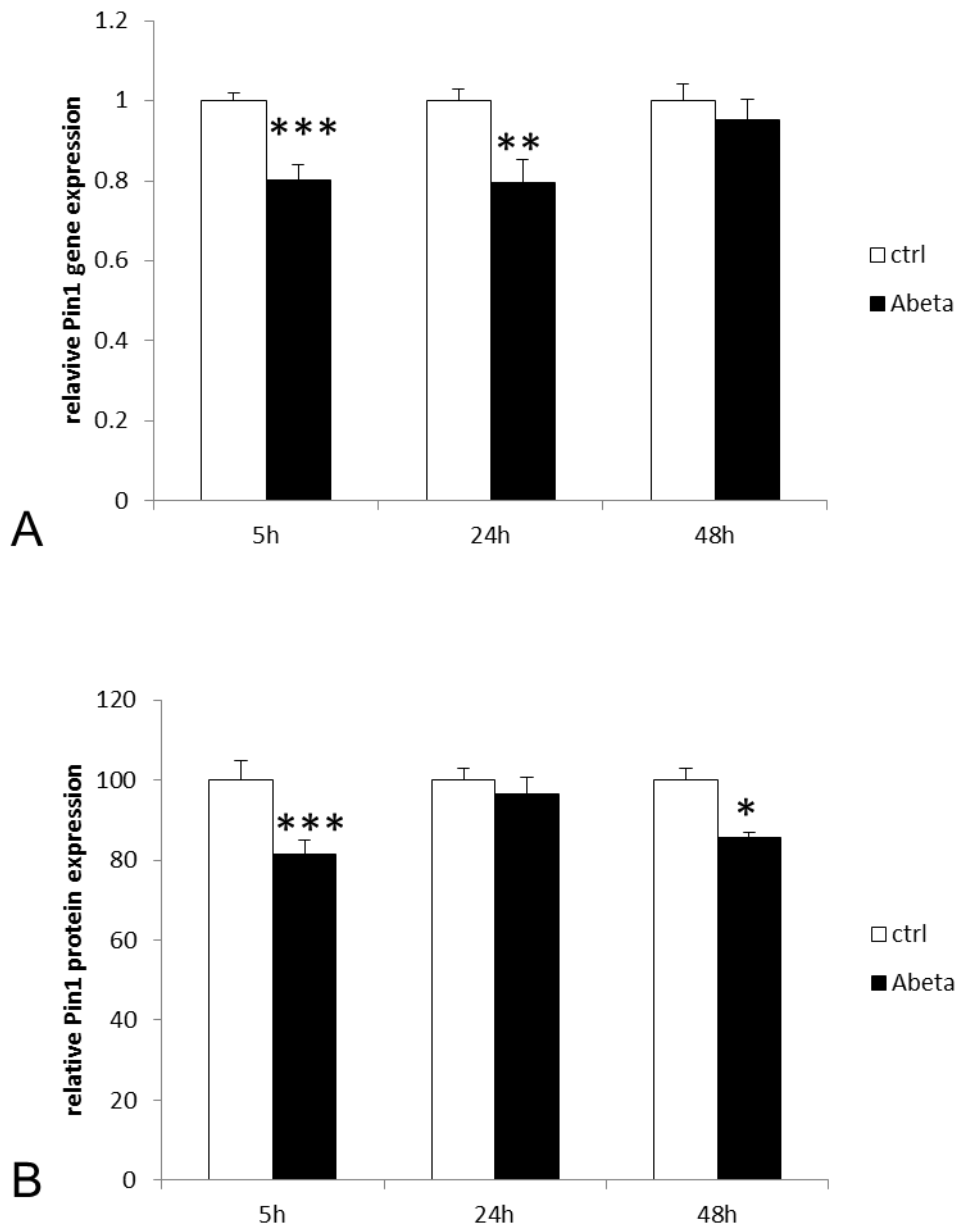 1.2
1
0.8
0.6
0.4
0.2
0
relavive Pin1 gene expression
***
**
ctrl
Abeta
5h 24h 48h
A
120
100
80
60
40
20
0
relative Pin1 protein expression
***
*
ctrl
Abeta
5h 24h 48h
B